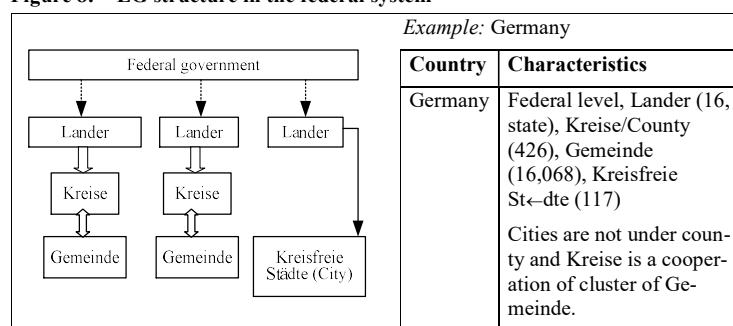 Figure 8. LG structure in the federal system
Federal government
Lander
Lander
Lander
Kreise
Kreise
Gemeinde
Gemeinde
Kreisfreie
Städte (City)
Example: Germany
Country Characteristics
Germany Federal level, Lander (16,
state), Kreise/County
(426), Gemeinde
(16,068), Kreisfreie
St←dte (117)
Cities are not under coun-
ty and Kreise is a cooper-
ation of cluster of Ge-
meinde.